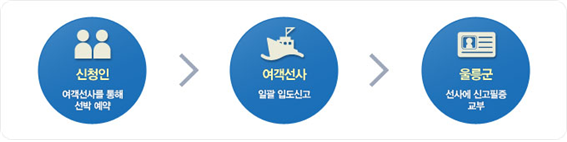 신청인
여객선사를 통해
선박 예약
여객선사
일괄 입도신고
울릉군
선사에 신고필증
교부